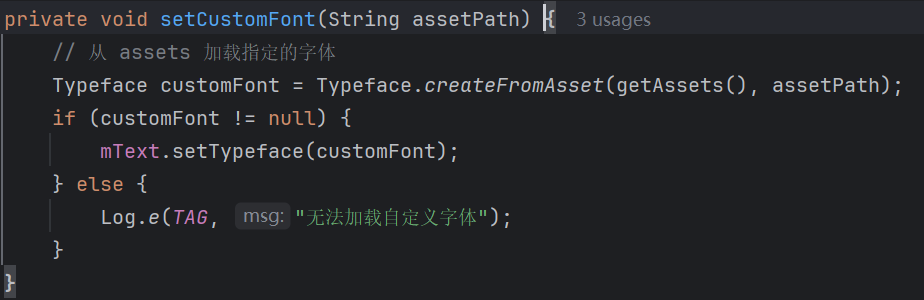 private void setCustomFont(String assetPath) { 3 usages
// 从 assets 加载指定的字体
Typeface customFont = Typeface.createFromAsset(getAssets(), assetPath);
if (customFont != null) {
mText.setTypeface(customFont);
} else {
Log.e(TAG, msg: "无法加载自定义字体");
}
}